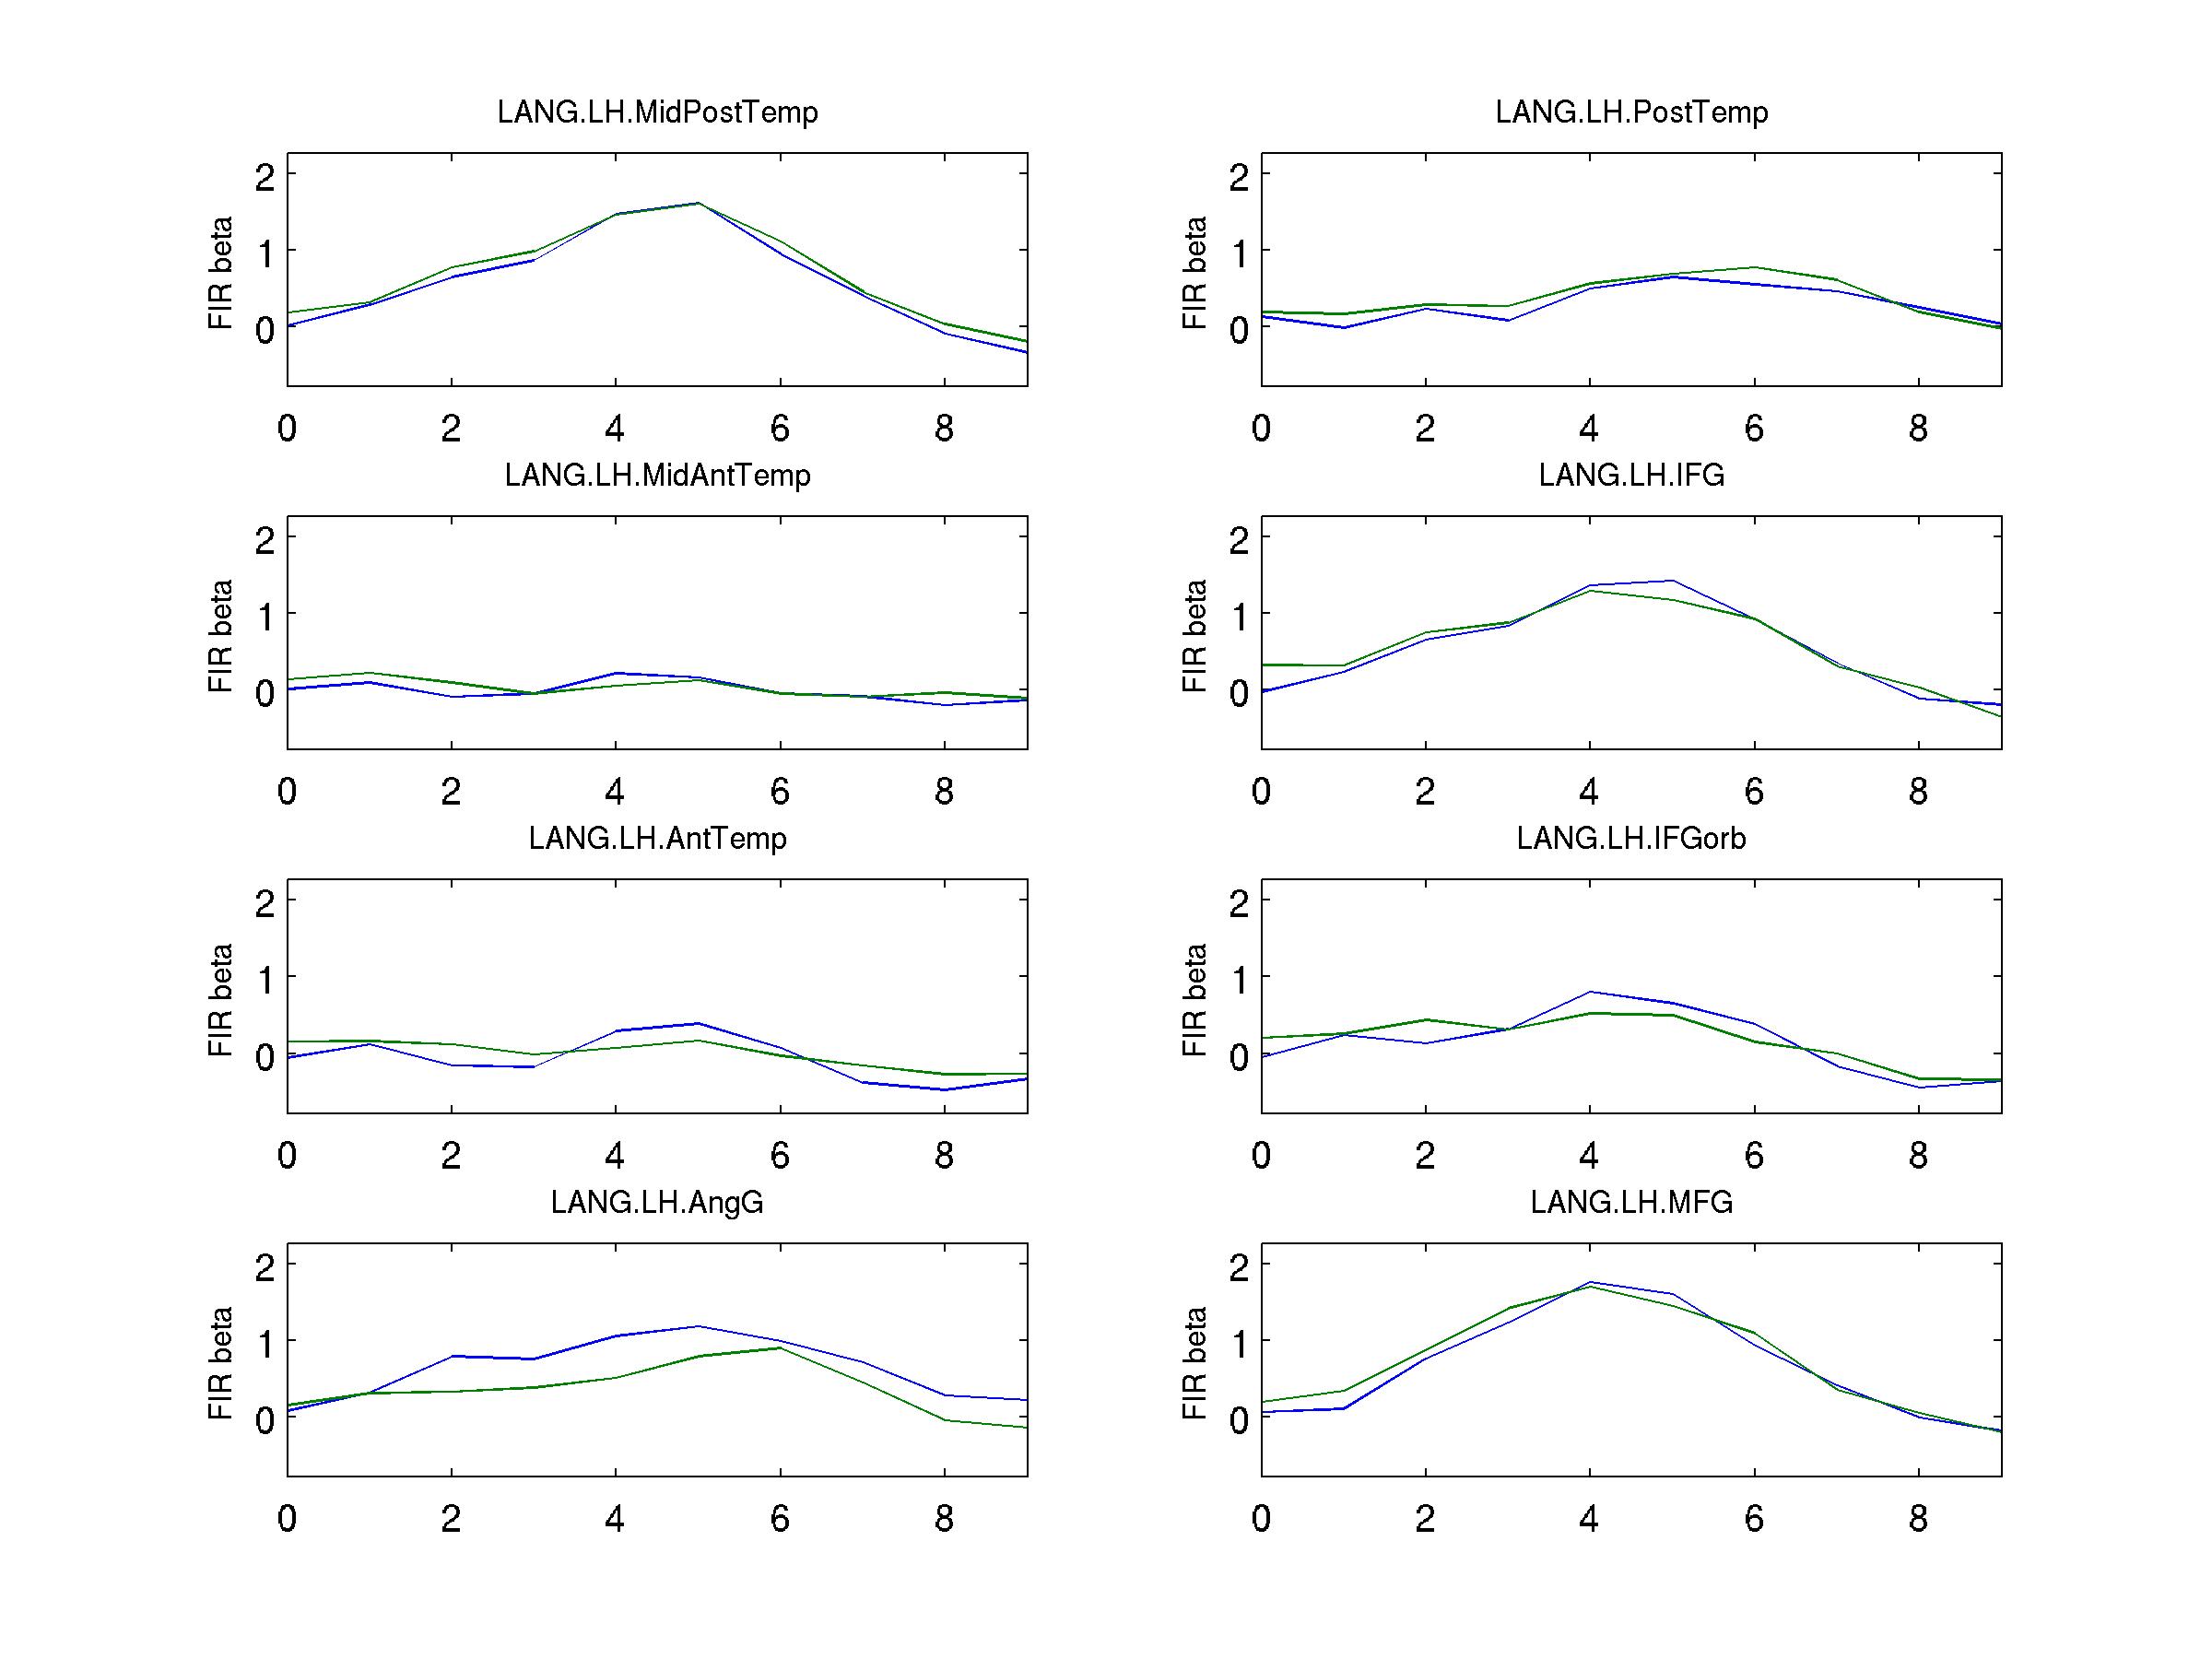 LANG.LH.MidPostTemp
FIR beta
2
1
0
0 2 4 6 8
LANG.LH.PostTemp
FIR beta
2
1
0
0 2 4 6 8
LANG.LH.MidAntTemp
FIR beta
2
1
0
0 2 4 6 8
LANG.LH.IFG
FIR beta
2
1
0
0 2 4 6 8
LANG.LH.AntTemp
FIR beta
2
1
0
0 2 4 6 8
LANG.LH.IFGorb
FIR beta
2
1
0
0 2 4 6 8
LANG.LH.AngG
FIR beta
2
1
0
0 2 4 6 8
LANG.LH.MFG
FIR beta
2
1
0
0 2 4 6 8